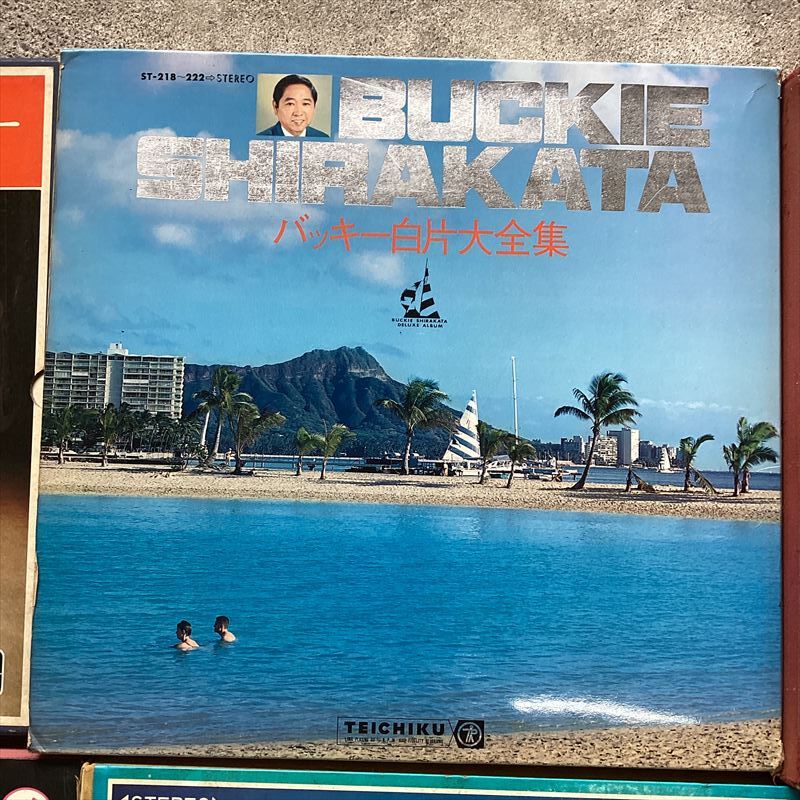 ST-218~222⇨STEREO
BUCKIE
SHIRAKATA
バッキー白片大全集
BUCKIE SHIRAKATA
DELUXE ALBUM
TEICHIKU
STEREO